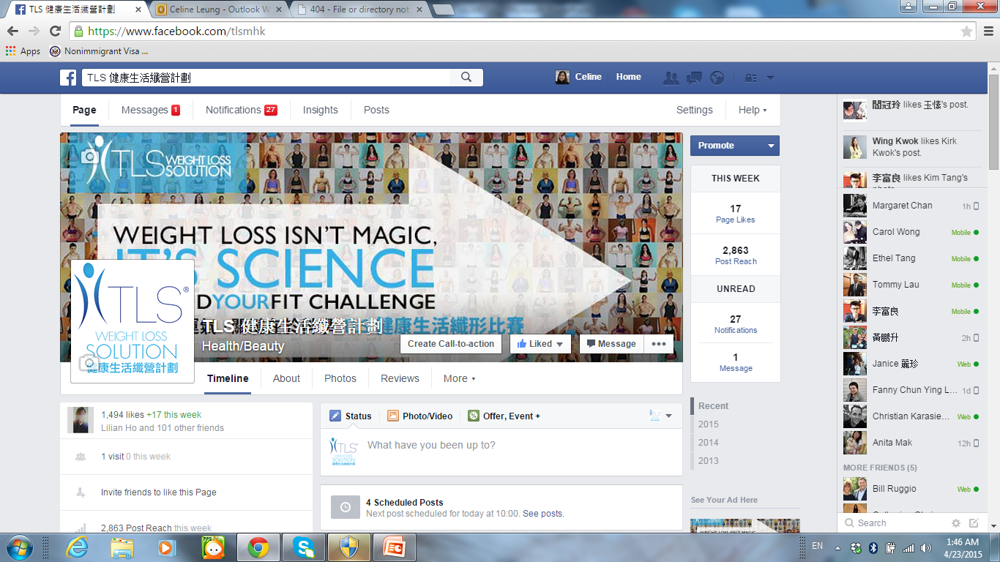 TLS 健康生活纖營計劃
Celine Leung - Outlook W
404 - File or directory not
https://www.facebook.com/tlsmhk
Apps
Nonimmigrant Visa ...
TLS 健康生活纖營計劃
Celine
Home
Page
Messages 1
Notifications 27
Insights
Posts
Settings
Help
TLS WEIGHT LOSS SOLUTION
WEIGHT LOSS ISN'T MAGIC,
IT'S SCIENCE
DYOURFIT CHALLENGE
健康生活纖形比賽
TLS®
WEIGHT LOSS
SOLUTION
健康生活纖營計劃
TLS 健康生活纖營計劃
Health/Beauty
Create Call-to-action
Liked
Message
Timeline
About
Photos
Reviews
More
Promote
THIS WEEK
17
Page Likes
2,863
Post Reach
UNREAD
27
Notifications
1
Message
Recent
2015
2014
2013
See Your Ad Here
1,494 likes +17 this week
Lilian Ho and 101 other friends
1 visit 0 this week
Invite friends to like this Page
2,863 Post Reach this week
Status
Photo/Video
Offer, Event +
TLS
What have you been up to?
4 Scheduled Posts
Next post scheduled for today at 10:00. See posts.
閻冠玲 likes 玉愫's post.
Wing Kwok likes Kirk
Kwok's post.
李富良 likes Kim Tang's
photo.
Margaret Chan 1h
Carol Wong Mobile
Ethel Tang Mobile
Tommy Lau Mobile
李富良 Mobile
黃鵬升 2h
Janice 麗珍 Web
Fanny Chun Ying L... 1d
Christian Karasie... Web
Anita Mak 12h
MORE FRIENDS (5)
Bill Ruggio Web
Search
PPS
EN
1:46 AM
4/23/2015